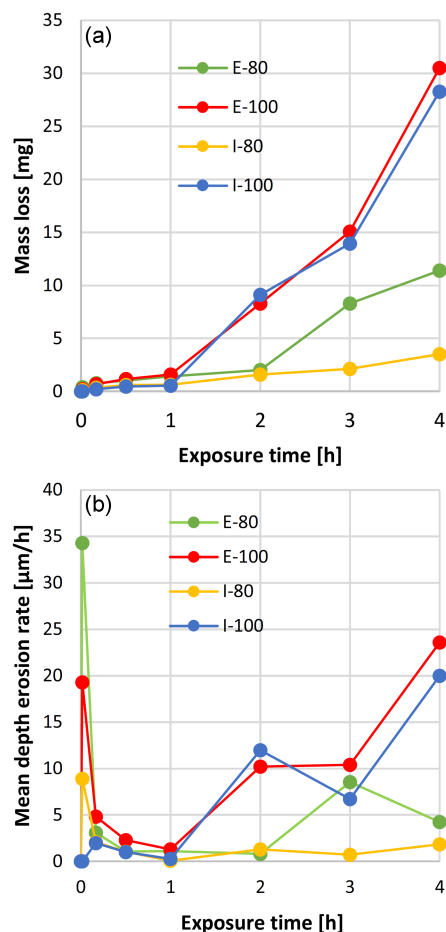 (a)
35
30
25
20
15
10
5
0
Mass loss [mg]
E-80
E-100
I-80
I-100
0 1 2 3 4
Exposure time [h]
(b)
40
35
30
25
20
15
10
5
0
Mean depth erosion rate [µm/h]
E-80
E-100
I-80
I-100
0 1 2 3 4
Exposure time [h]